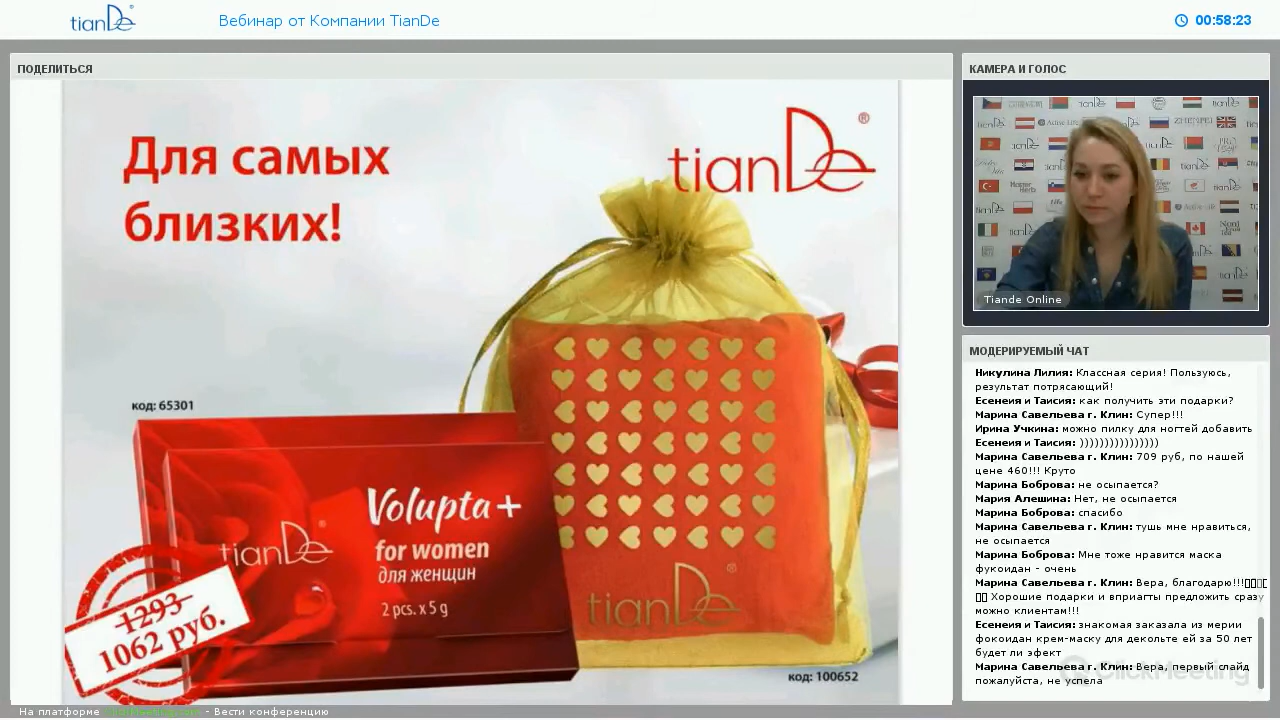 tianDe®
Вебинар от Компании TianDe
00:58:23
ПОДЕЛИТЬСЯ
Для самых
близких!
tianDe®
код: 65301
tianDe®
Volupta+
for women
для женщин
2 pcs. x 5 g
1293
1062 руб.
tianDe®
код: 100652
КАМЕРА И ГОЛОС
Tiande Online
МОДЕРИРУЕМЫЙ ЧАТ
Никулина Лилия: Классная серия! Пользуюсь,
результат потрясающий!
Есенеия и Таисия: как получить эти подарки?
Марина Савельева г. Клин: Супер!!!
Ирина Учкина: можно пилку для ногтей добавить
Есенеия и Таисия: ))))))))))))))))
Марина Савельева г. Клин: 709 руб, по нашей
цене 460!!! Круто
Марина Боброва: не осыпается?
Мария Алешина: Нет, не осыпается
Марина Боброва: спасибо
Марина Савельева г. Клин: тушь мне нравиться,
не осыпается
Марина Боброва: Мне тоже нравится маска
фукоидан - очень
Марина Савельева г. Клин: Вера, благодарю!!!
Хорошие подарки и вприагты предложить сразу
можно клиентам!!!
Есенеия и Таисия: знакомая заказала из мерии
фокоидан крем-маску для декольте ей за 50 лет
будет ли эфект
Марина Савельева г. Клин: Вера, первый слайд
пожалуйста, не успела
ClickMeeting
На платформе - Вести конференцию